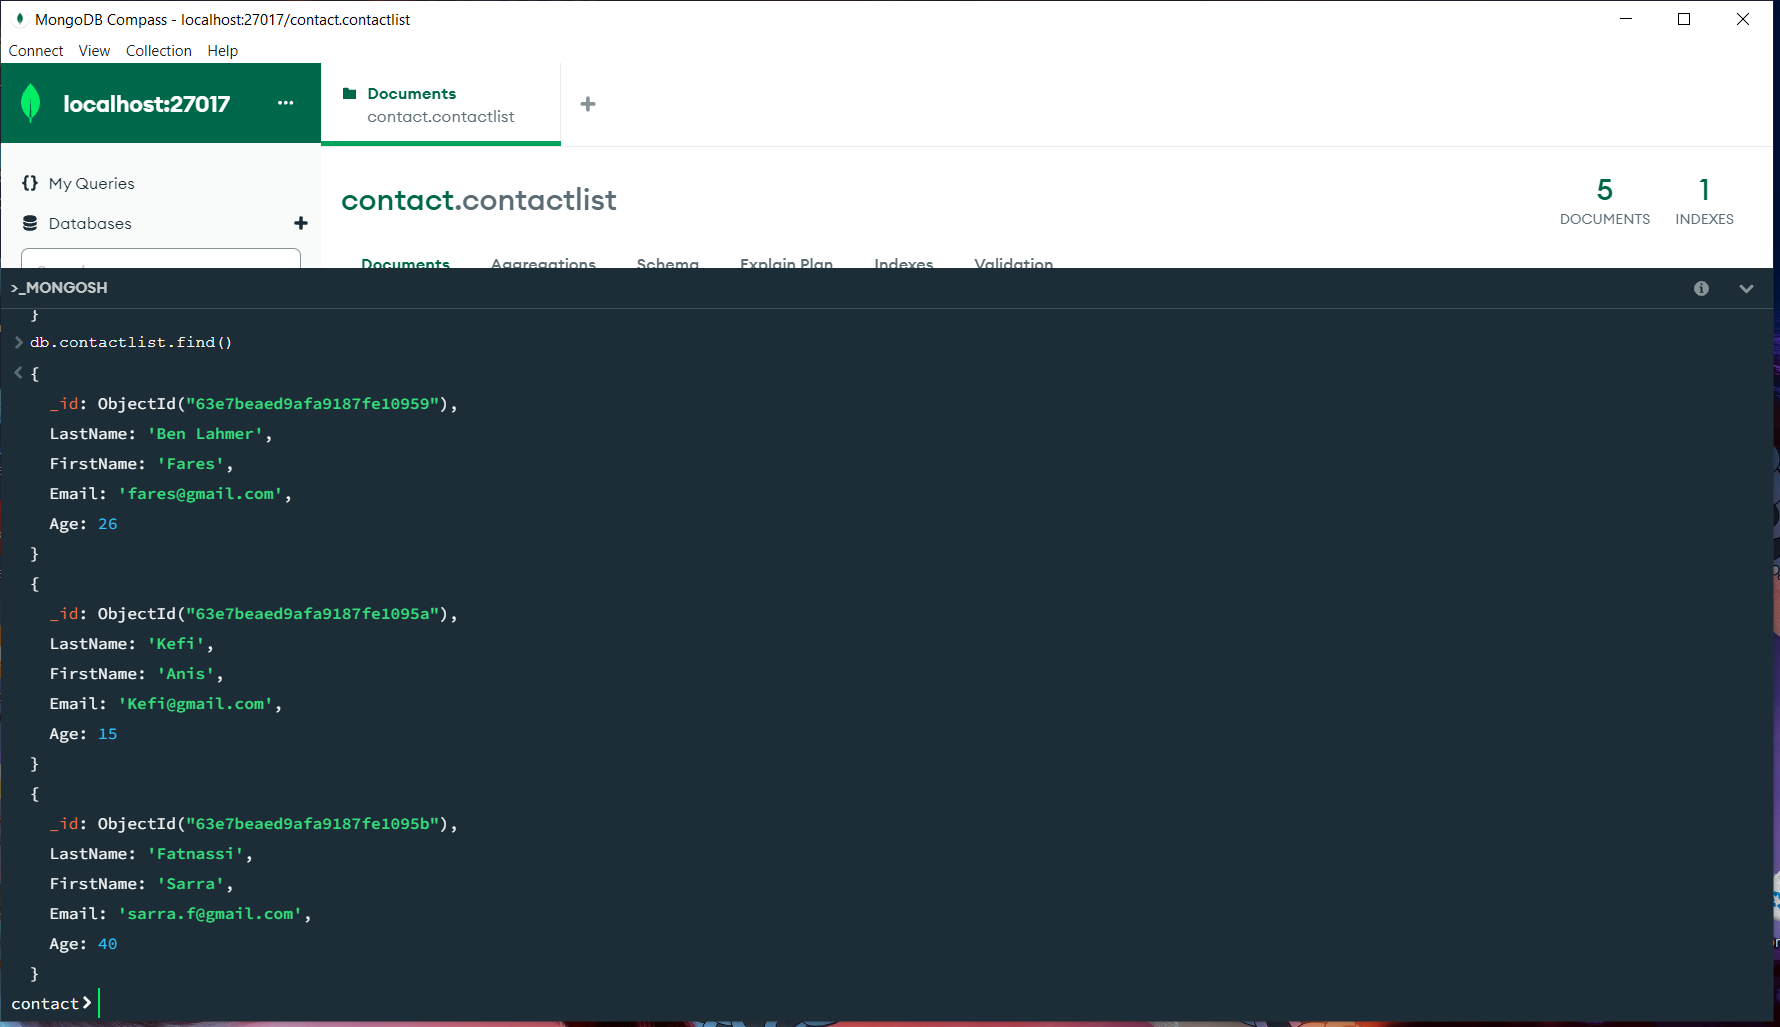 MongoDB Compass - localhost:27017/contact.contactlist
Connect View Collection Help
localhost:27017 ...
Documents
contact.contactlist
{} My Queries
Databases
contact.contactlist
5
DOCUMENTS
1
INDEXES
Documents Aggregations Schema Explain Plan Indexes Validation
>_MONGOSH
}
> db.contactlist.find()
< {
_id: ObjectId("63e7beaed9afa9187fe10959"),
LastName: 'Ben Lahmer',
FirstName: 'Fares',
Email: 'fares@gmail.com',
Age: 26
}
{
_id: ObjectId("63e7beaed9afa9187fe1095a"),
LastName: 'Kefi',
FirstName: 'Anis',
Email: 'Kefi@gmail.com',
Age: 15
}
{
_id: ObjectId("63e7beaed9afa9187fe1095b"),
LastName: 'Fatnassi',
FirstName: 'Sarra',
Email: 'sarra.f@gmail.com',
Age: 40
}
contact>